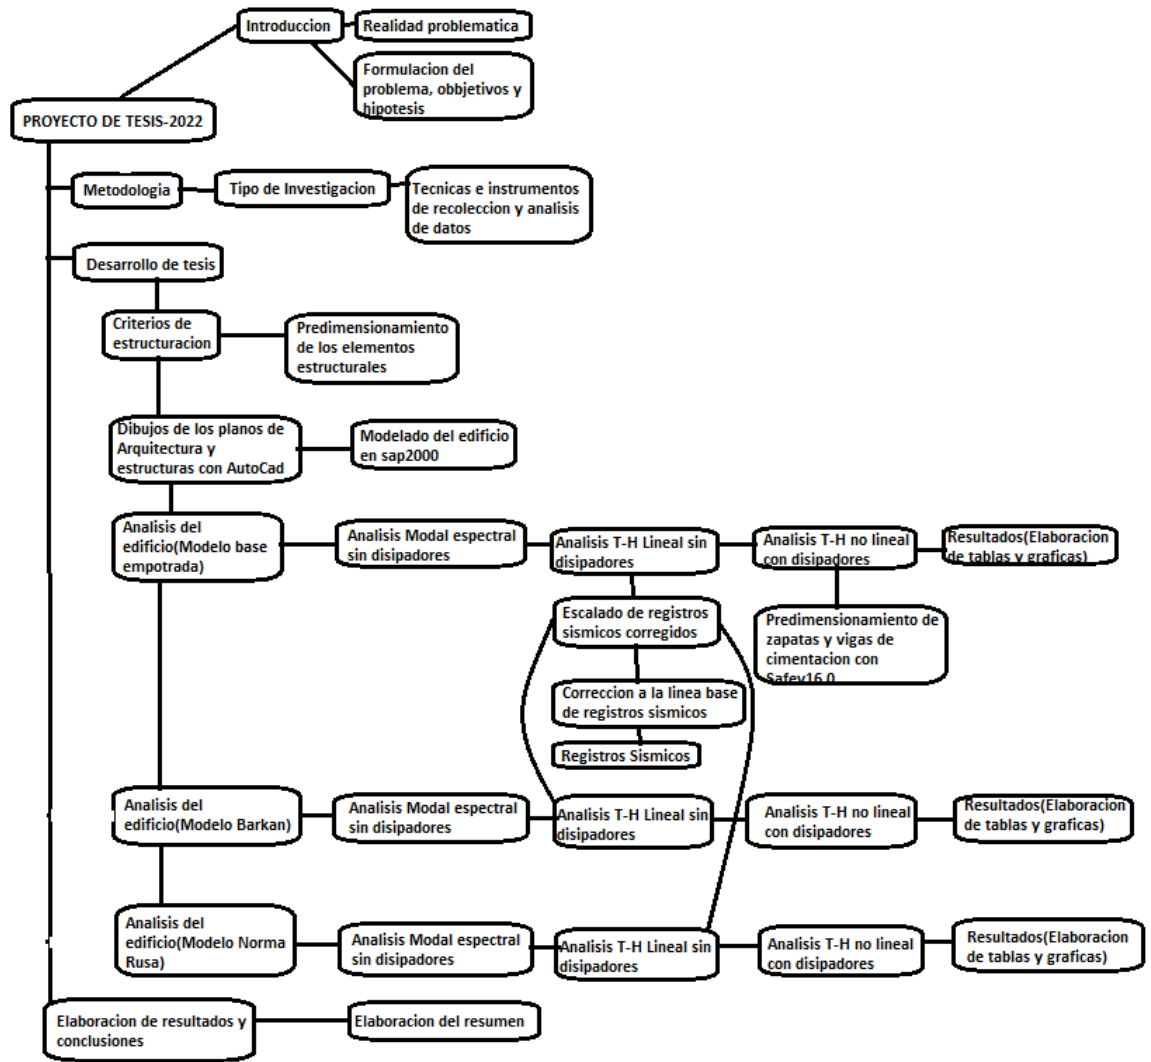 Introduccion
Realidad problematica
Formulacion del
problema, obbjetivos y
hipotesis
PROYECTO DE TESIS-2022
Metodologia
Tipo de Investigacion
Tecnicas e instrumentos
de recoleccion y analisis
de datos
Desarrollo de tesis
Criterios de
estructuracion
Predimensionamiento
de los elementos
estructurales
Dibujos de los planos de
Arquitectura y
estructuras con AutoCad
Modelado del edificio
en sap2000
Analisis del
edificio(Modelo base
empotrada)
Analisis Modal espectral
sin disipadores
Analisis T-H Lineal sin
disipadores
Analisis T-H no lineal
con disipadores
Resultados(Elaboracion
de tablas y graficas)
Escalado de registros
sismicos corregidos
Predimensionamiento de
zapatas y vigas de
cimentacion con
Safev16.0
Correccion a la linea base
de registros sismicos
Registros Sismicos
Analisis del
edificio(Modelo Barkan)
Analisis Modal espectral
sin disipadores
Analisis T-H Lineal sin
disipadores
Analisis T-H no lineal
con disipadores
Resultados(Elaboracion
de tablas y graficas)
Analisis del
edificio(Modelo Norma
Rusa)
Analisis Modal espectral
sin disipadores
Analisis T-H Lineal sin
disipadores
Analisis T-H no lineal
con disipadores
Resultados(Elaboracion
de tablas y graficas)
Elaboracion de resultados y
conclusiones
Elaboracion del resumen